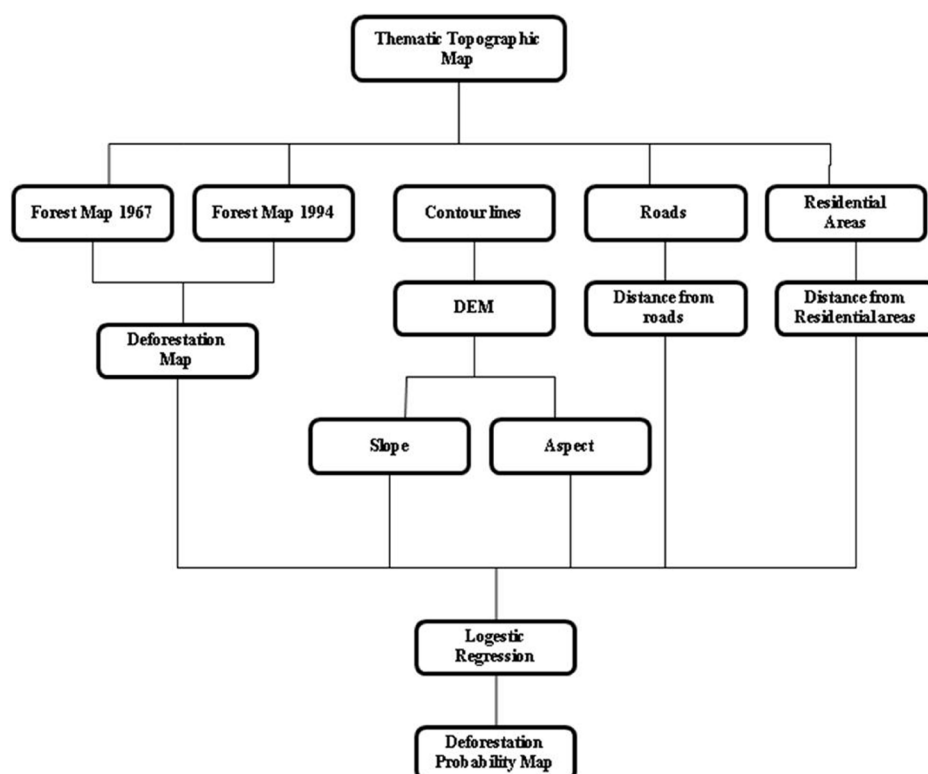 Thematic Topographic
Map
Forest Map 1967
Forest Map 1994
Contour lines
Roads
Residential
Areas
DEM
Distance from
roads
Distance from
Residential areas
Deforestation
Map
Slope
Aspect
Logestic
Regression
Deforestation
Probability Map